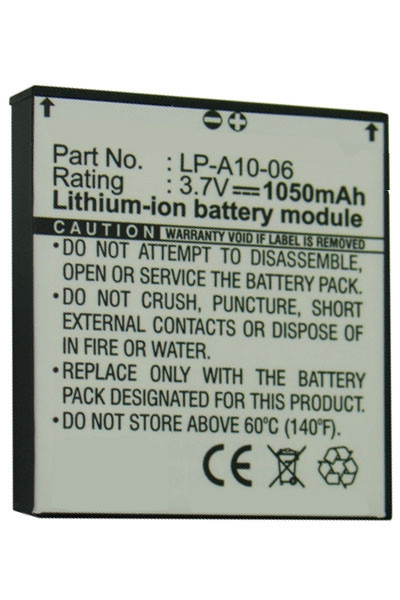 Part No. : LP-A10-06
Rating : 3.7V⎓1050mAh
Lithium-ion battery module
CAUTION WARRANTY VOID IF LABEL IS REMOVED
•DO NOT ATTEMPT TO DISASSEMBLE,
OPEN OR SERVICE THE BATTERY PACK.
•DO NOT CRUSH, PUNCTURE, SHORT
EXTERNAL CONTACTS OR DISPOSE OF
IN FIRE OR WATER.
•REPLACE ONLY WITH THE BATTERY
PACK DESIGNATED FOR THE EQUIPMENT.
•DO NOT STORE ABOVE 60°C (140°F).
CE